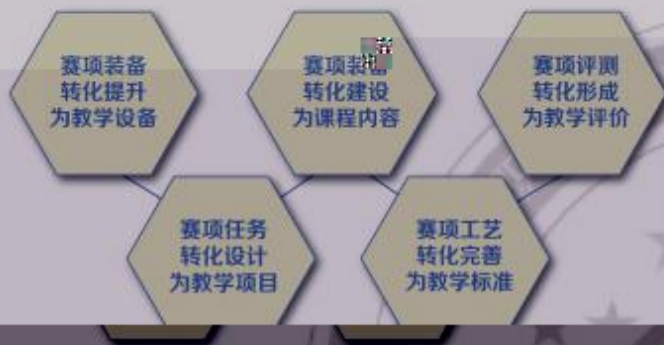 赛项装备
转化提升
为教学设备
赛项装备
转化建设
为课程内容
赛项评测
转化形成
为教学评价
赛项任务
转化设计
为教学项目
赛项工艺
转化完善
为教学标准